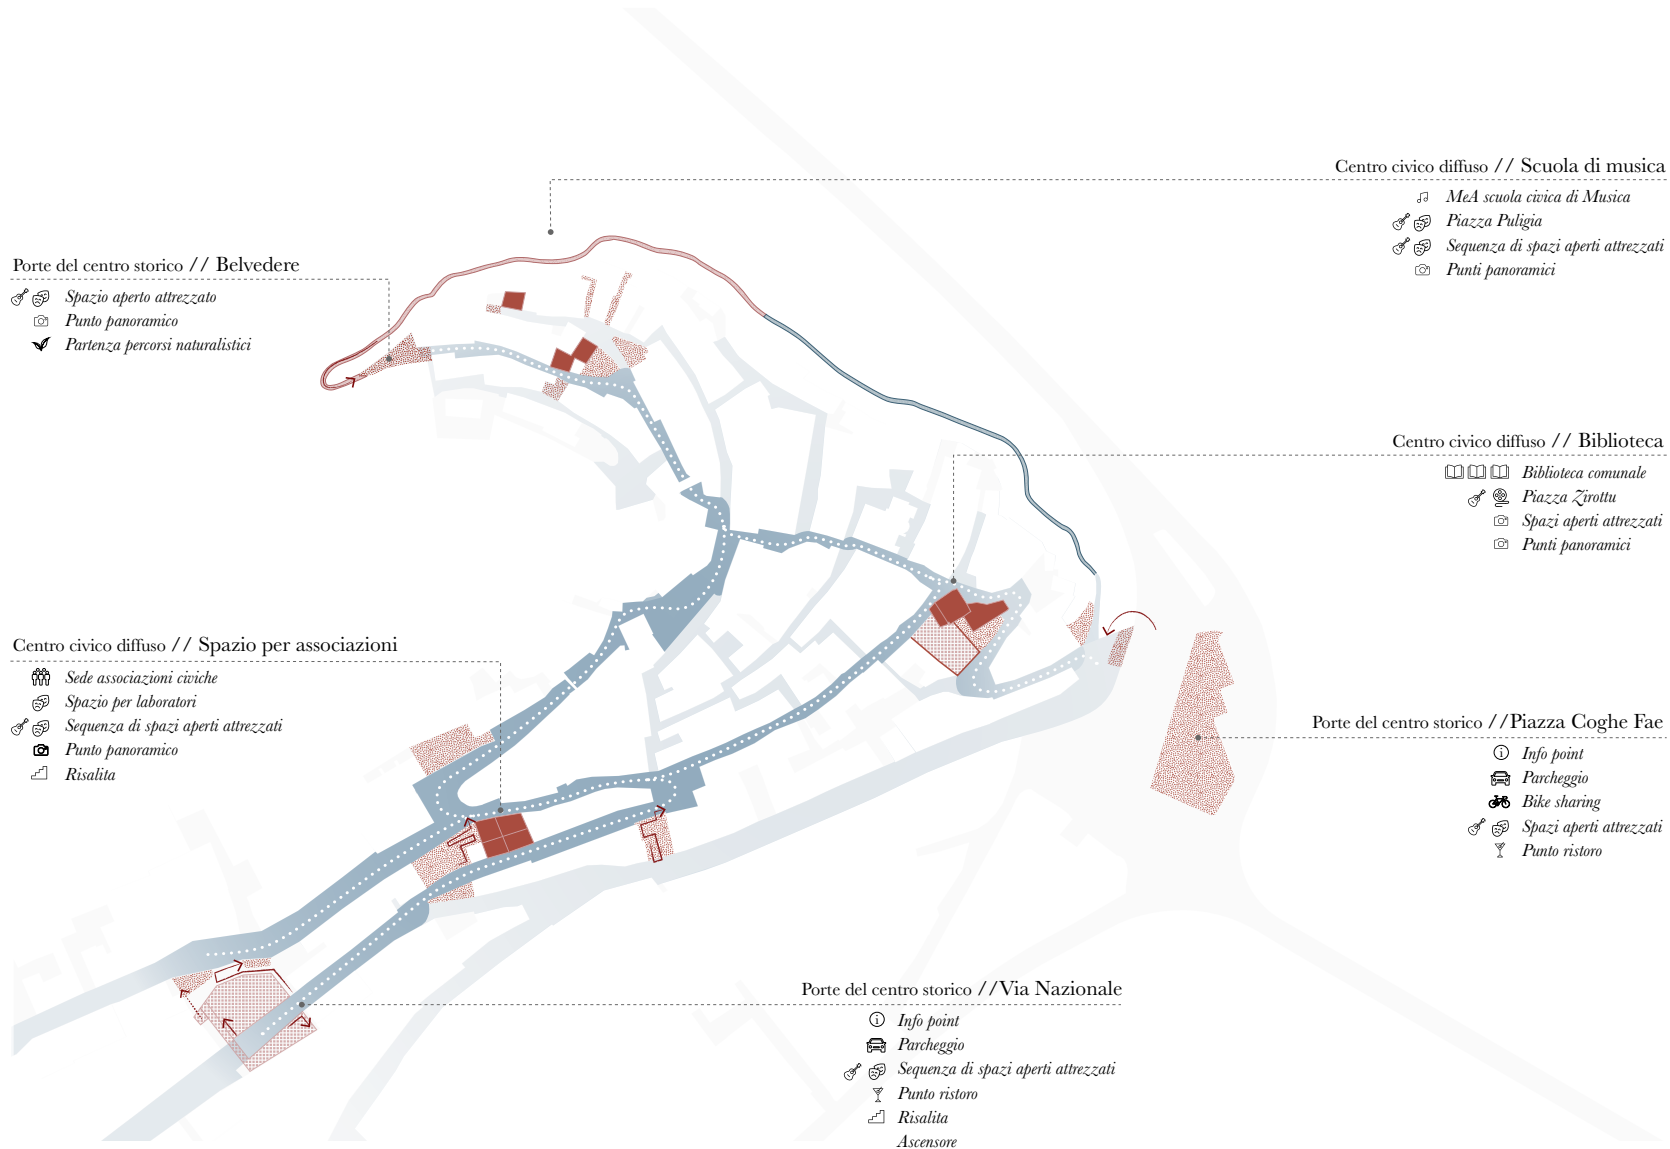 Centro civico diffuso // Scuola di musica
MeA scuola civica di Musica
Piazza Puligia
Sequenza di spazi aperti attrezzati
Punti panoramici
Porte del centro storico // Belvedere
Spazio aperto attrezzato
Punto panoramico
Partenza percorsi naturalistici
Centro civico diffuso // Biblioteca
Biblioteca comunale
Piazza Zirottu
Spazi aperti attrezzati
Punti panoramici
Centro civico diffuso // Spazio per associazioni
Sede associazioni civiche
Spazio per laboratori
Sequenza di spazi aperti attrezzati
Punto panoramico
Risalita
Porte del centro storico //Piazza Coghe Fae
Info point
Parcheggio
Bike sharing
Spazi aperti attrezzati
Punto ristoro
Porte del centro storico //Via Nazionale
Info point
Parcheggio
Sequenza di spazi aperti attrezzati
Punto ristoro
Risalita
Ascensore